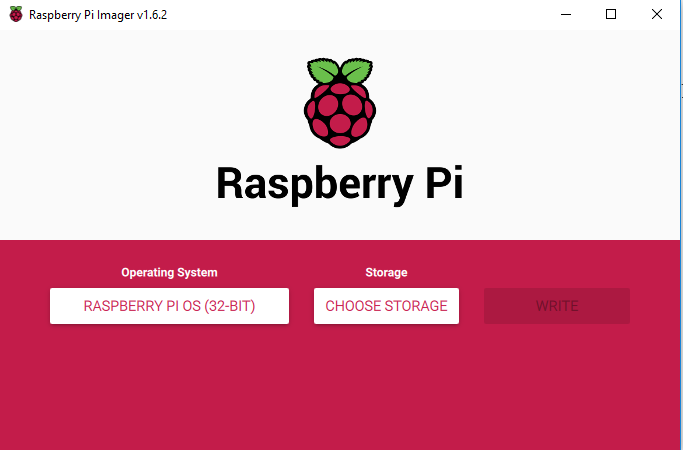 Raspberry Pi Imager v1.6.2
Raspberry Pi
Operating System
Storage
RASPBERRY PI OS (32-BIT)
CHOOSE STORAGE
WRITE